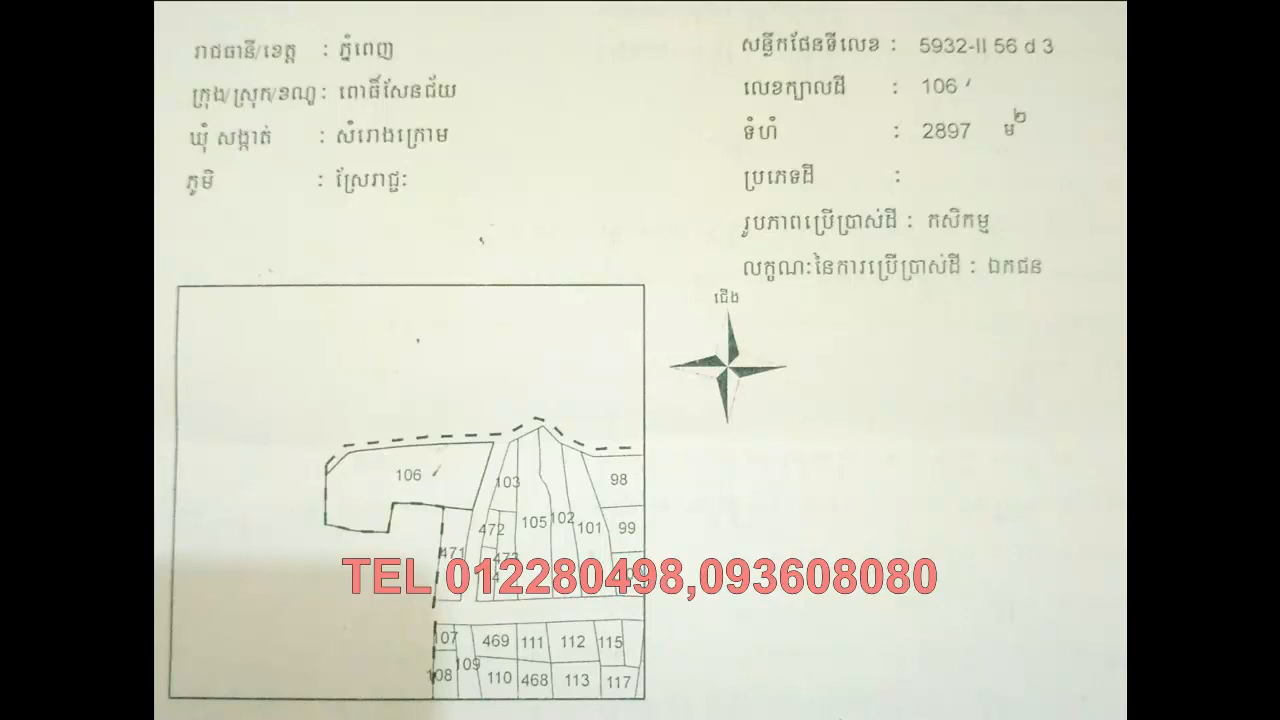 រាជធានី/ខេត្ត : ភ្នំពេញ
ក្រុង/ស្រុក/ខណ្ឌ : ពោធិ៍សែនជ័យ
ឃុំ សង្កាត់ : សំរោងក្រោម
ភូមិ : ស្រែរាជ្ជៈ
សន្លឹកផែនទីលេខ : 5932-II 56 d 3
លេខក្បាលដី : 106
ទំហំ : 2897 ម២
ប្រភេទដី :
រូបភាពប្រើប្រាស់ដី : កសិកម្ម
លក្ខណៈនៃការប្រើប្រាស់ដី : ឯកជន
ជើង
106
103
98
472
105
102
101
99
471
473
TEL 012280498,093608080
107
469
111
112
115
108
109
110
468
113
117